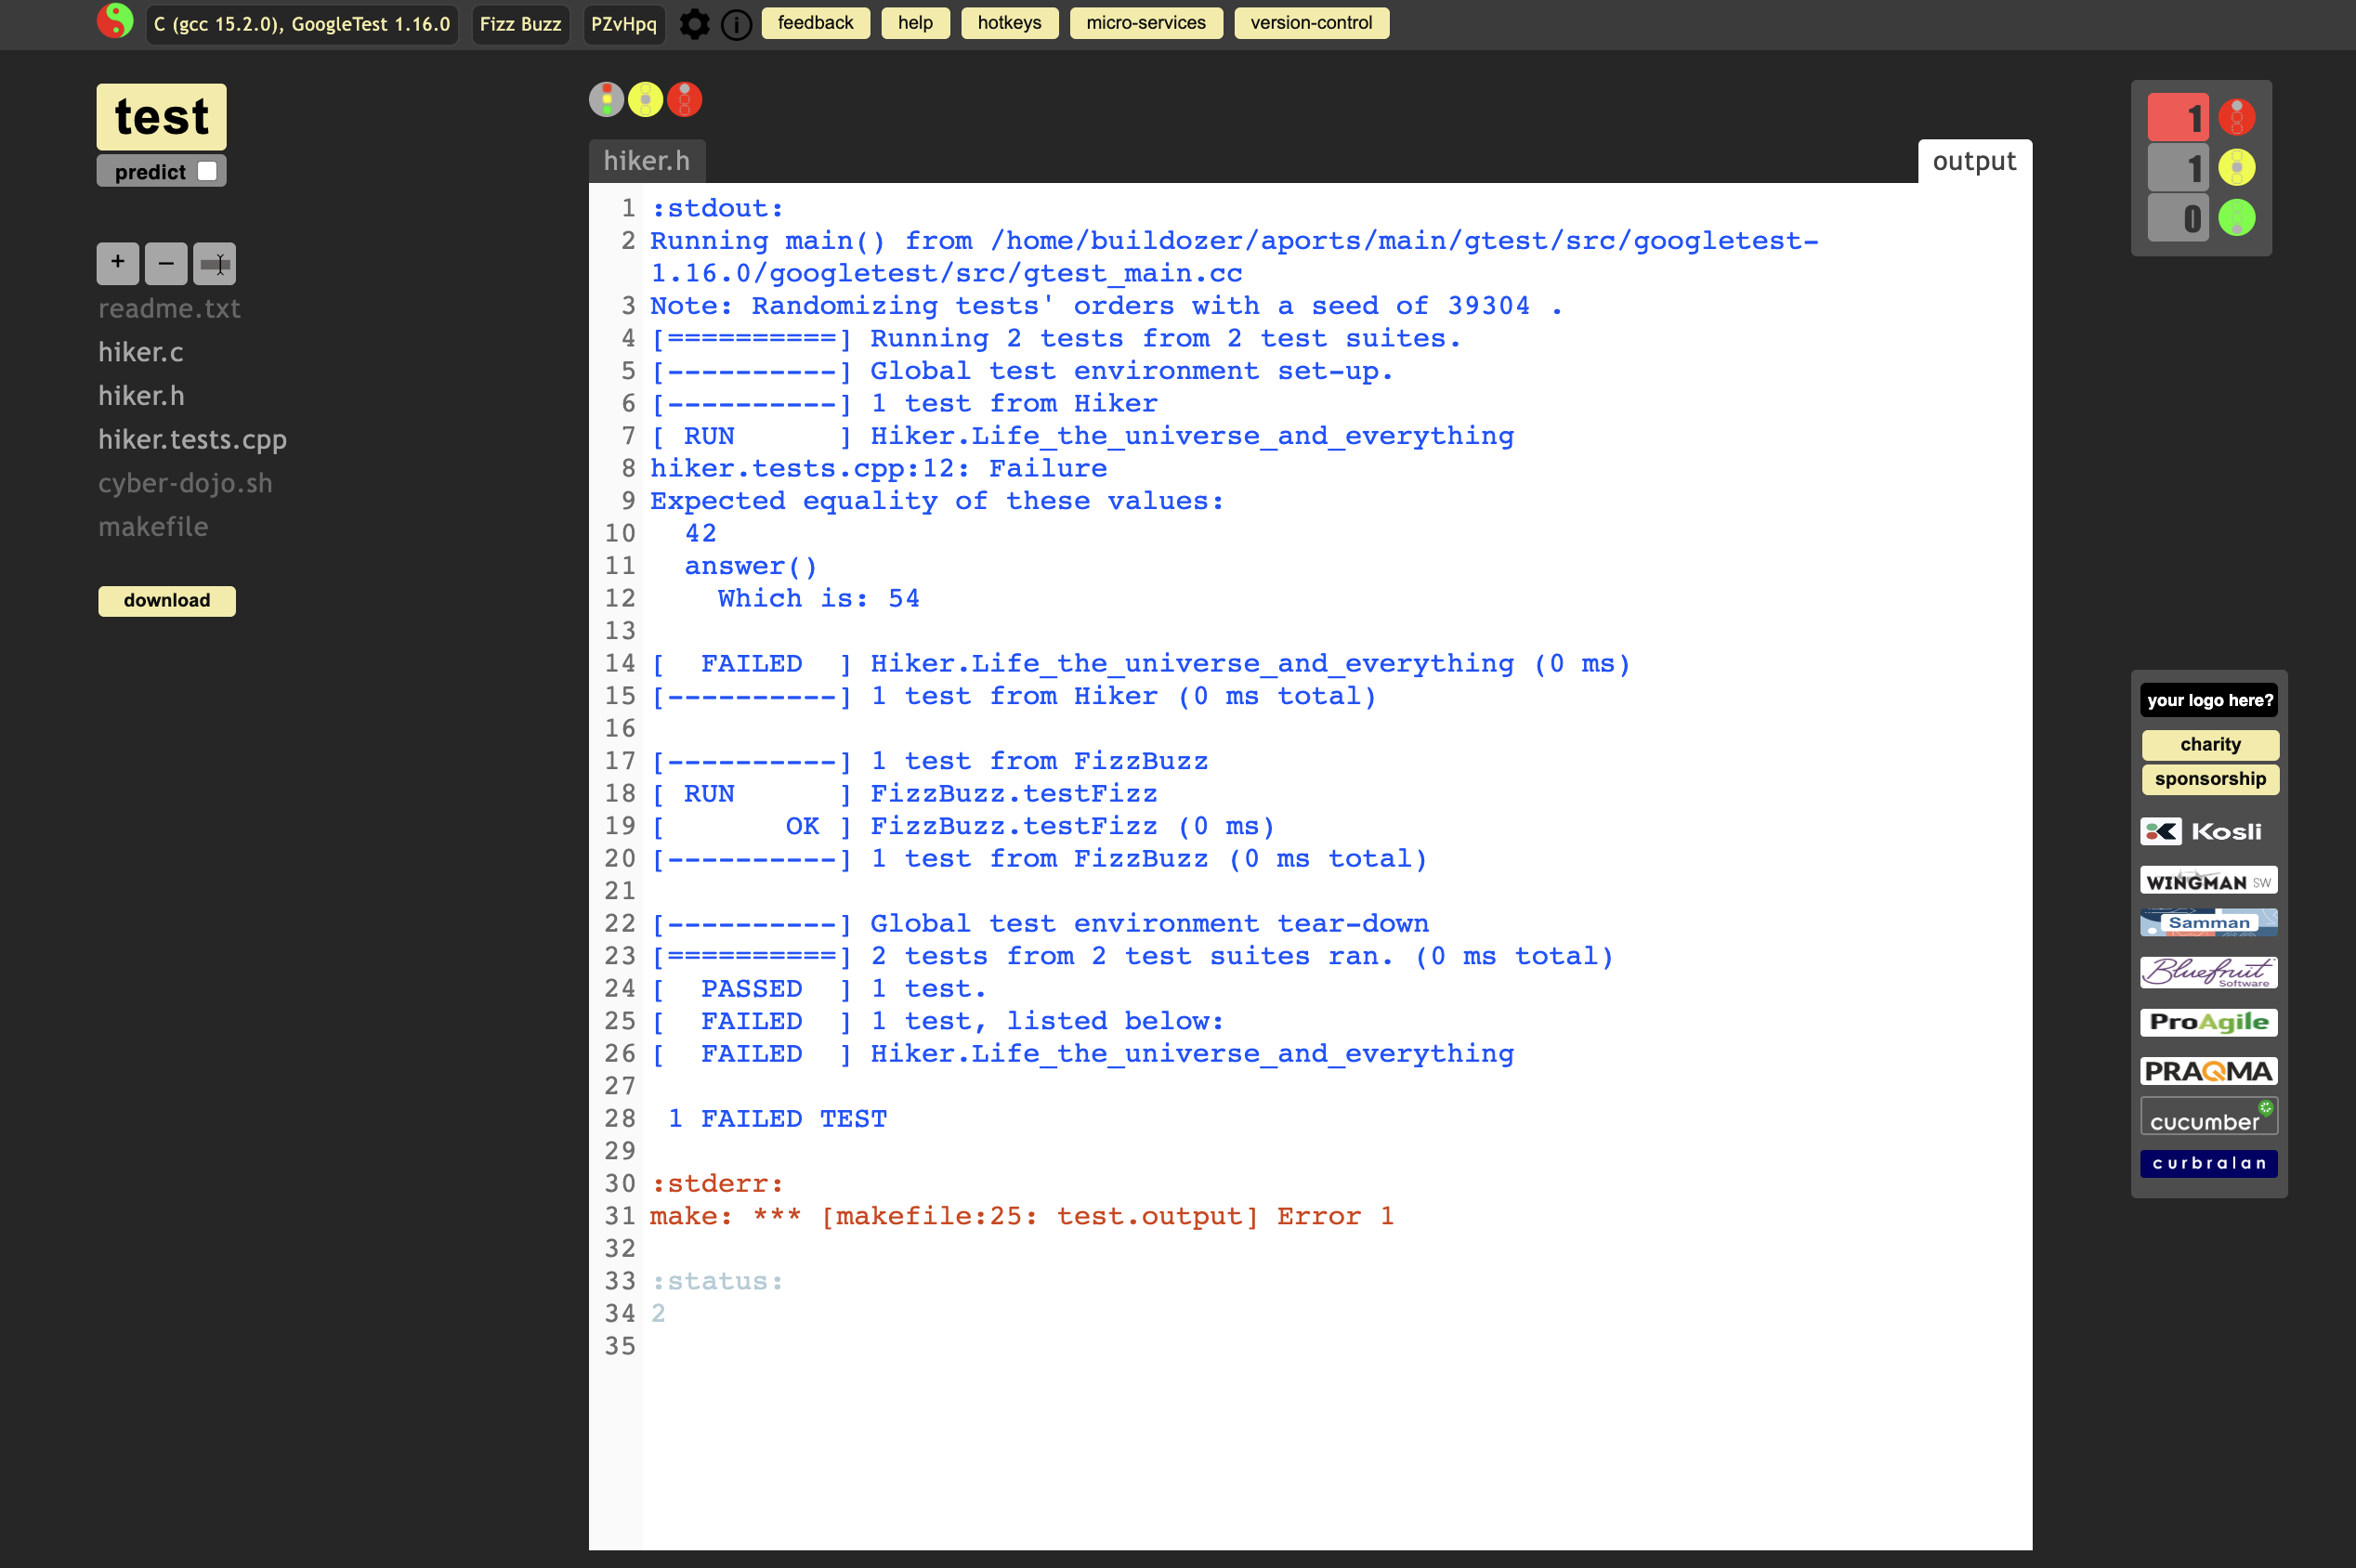 C (gcc 15.2.0), GoogleTest 1.16.0 Fizz Buzz PZvHpq feedback help hotkeys micro-services version-control
test
predict
+ −
readme.txt
hiker.c
hiker.h
hiker.tests.cpp
cyber-dojo.sh
makefile
download
hiker.h output
1 :stdout:
2 Running main() from /home/buildozer/aports/main/gtest/src/googletest-
1.16.0/googletest/src/gtest_main.cc
3 Note: Randomizing tests' orders with a seed of 39304 .
4 [==========] Running 2 tests from 2 test suites.
5 [----------] Global test environment set-up.
6 [----------] 1 test from Hiker
7 [ RUN      ] Hiker.Life_the_universe_and_everything
8 hiker.tests.cpp:12: Failure
9 Expected equality of these values:
10   42
11   answer()
12     Which is: 54
13
14 [  FAILED  ] Hiker.Life_the_universe_and_everything (0 ms)
15 [----------] 1 test from Hiker (0 ms total)
16
17 [----------] 1 test from FizzBuzz
18 [ RUN      ] FizzBuzz.testFizz
19 [       OK ] FizzBuzz.testFizz (0 ms)
20 [----------] 1 test from FizzBuzz (0 ms total)
21
22 [----------] Global test environment tear-down
23 [==========] 2 tests from 2 test suites ran. (0 ms total)
24 [  PASSED  ] 1 test.
25 [  FAILED  ] 1 test, listed below:
26 [  FAILED  ] Hiker.Life_the_universe_and_everything
27
28  1 FAILED TEST
29
30 :stderr:
31 make: *** [makefile:25: test.output] Error 1
32
33 :status:
34 2
35
1
1
0
your logo here?
charity
sponsorship
Kosli
WINGMAN SW
Samman
Bluefruit
Software
ProAgile
PRAQMA
cucumber
curbralan